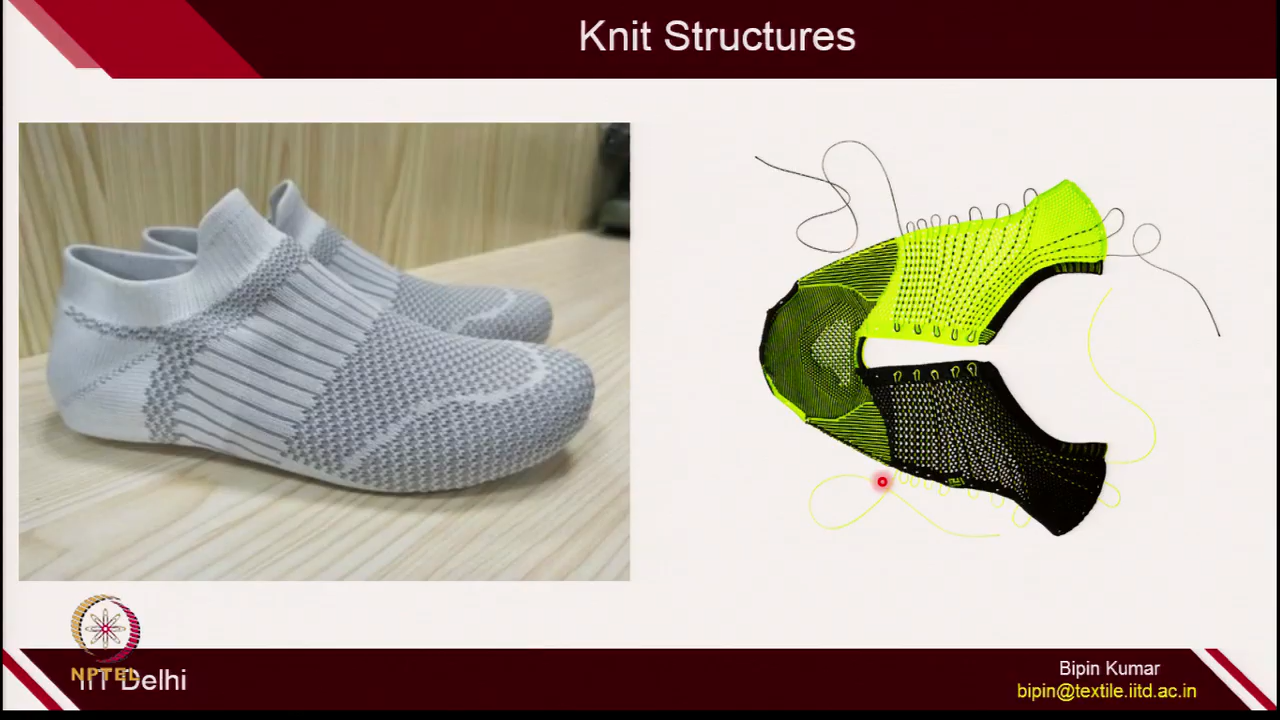 Knit Structures
NPTEL
IIT Delhi
Bipin Kumar
bipin@textile.iitd.ac.in